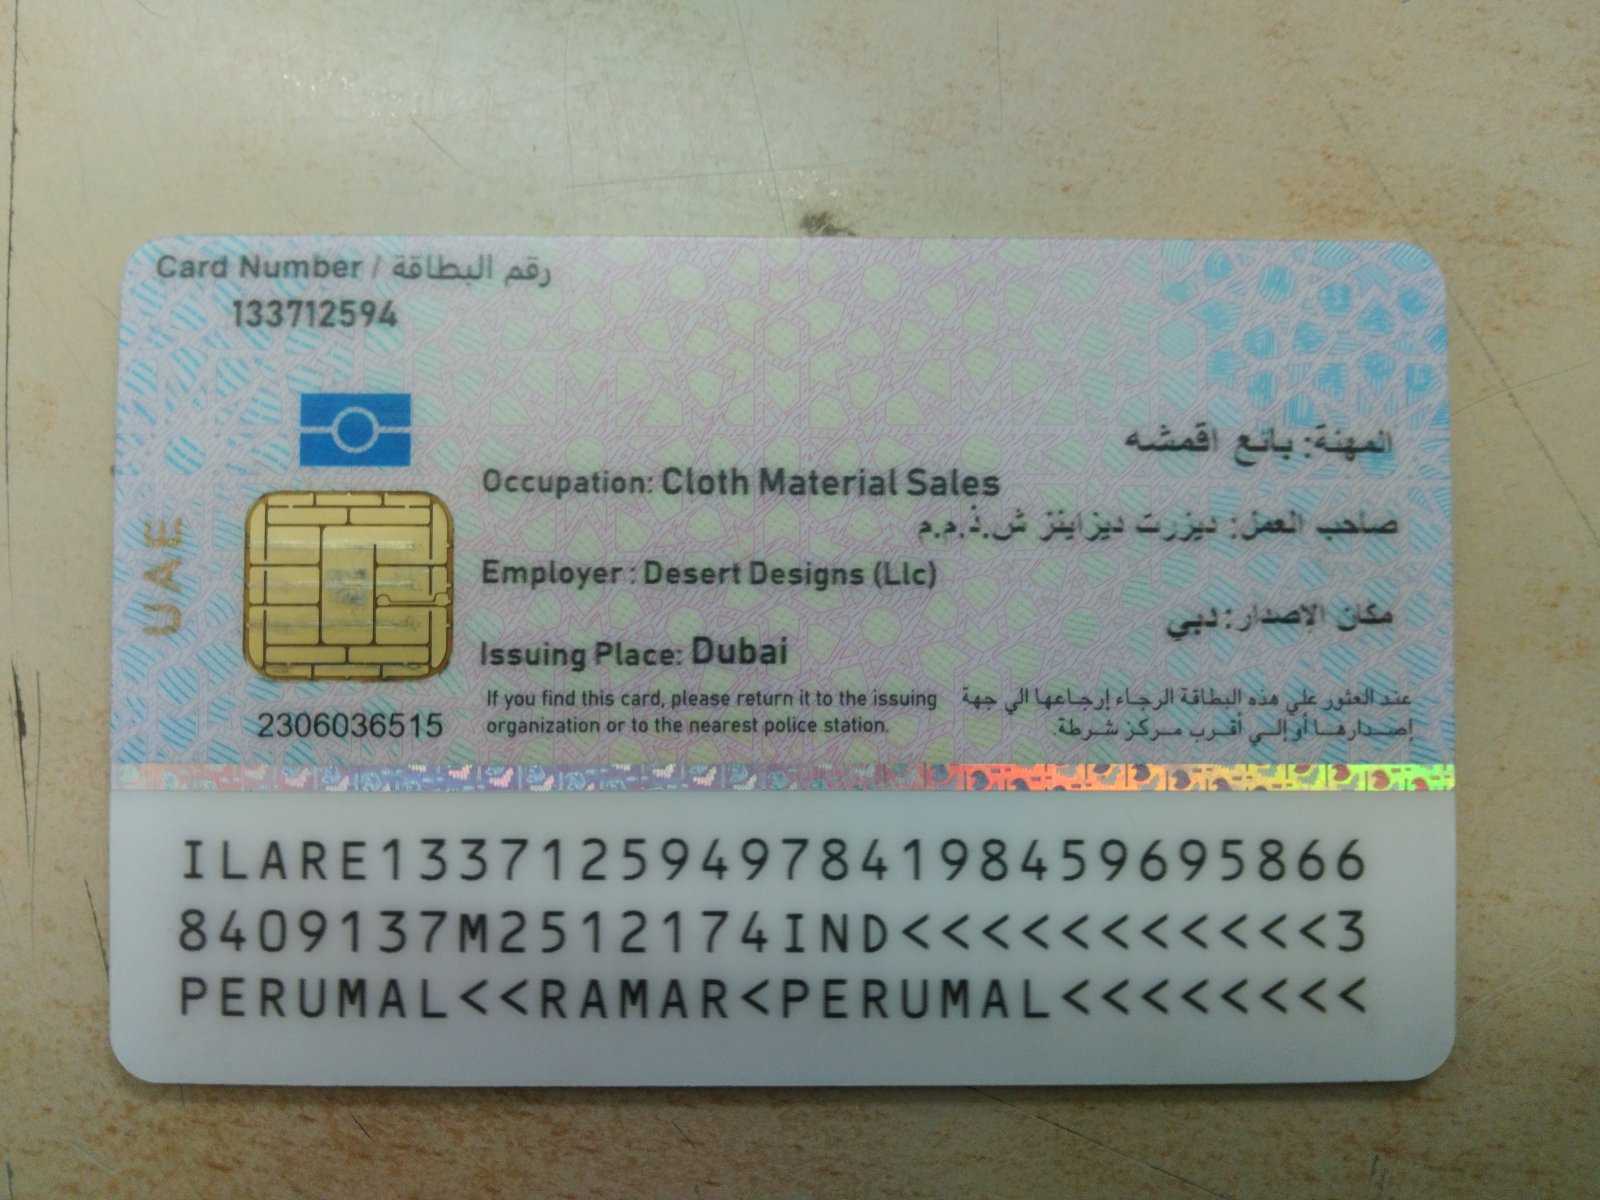 Card Number / رقم البطاقة
133712594
المهنة: بائع اقمشه
Occupation: Cloth Material Sales
صاحب العمل: ديزرت ديزاينز ش.ذ.م.م
Employer : Desert Designs (Llc)
مكان الإصدار: دبي
Issuing Place: Dubai
UAE
If you find this card, please return it to the issuing
organization or to the nearest police station.
عند العثور علي هذه البطاقة الرجاء إرجاعها الي جهة
إصدارها أو إلي أقرب مركز شرطة.
2306036515
ILARE1337125949784198459695866
8409137M2512174IND<<<<<<<<<<<3
PERUMAL<<RAMAR<PERUMAL<<<<<<<<